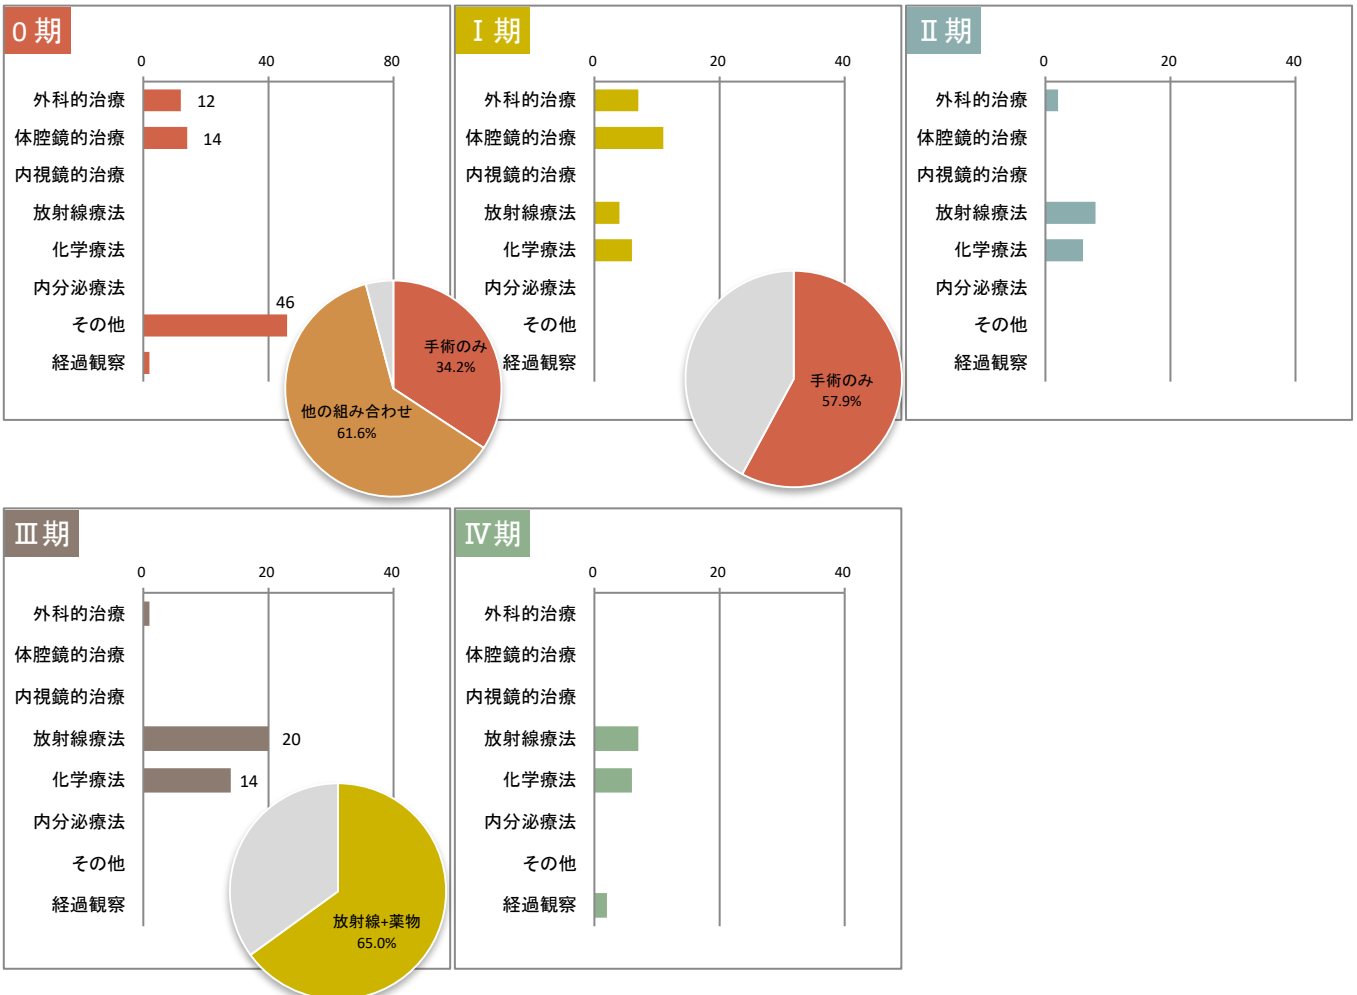 0 期
0 40 80
外科的治療 12
体腔鏡的治療 14
内視鏡的治療
放射線療法
化学療法
内分泌療法
その他 46
経過観察
手術のみ
34.2%
他の組み合わせ
61.6%
Ⅰ 期
0 20 40
外科的治療
体腔鏡的治療
内視鏡的治療
放射線療法
化学療法
内分泌療法
その他
経過観察
手術のみ
57.9%
Ⅱ 期
0 20 40
外科的治療
体腔鏡的治療
内視鏡的治療
放射線療法
化学療法
内分泌療法
その他
経過観察
Ⅲ 期
0 20 40
外科的治療
体腔鏡的治療
内視鏡的治療
放射線療法 20
化学療法 14
内分泌療法
その他
経過観察
放射線+薬物
65.0%
Ⅳ 期
0 20 40
外科的治療
体腔鏡的治療
内視鏡的治療
放射線療法
化学療法
内分泌療法
その他
経過観察